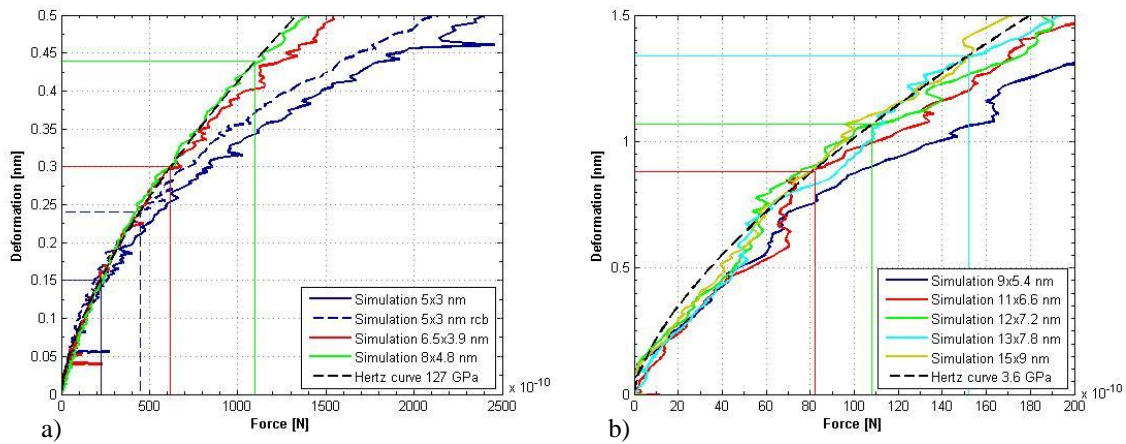 0.5
0.45
0.4
0.35
0.3
0.25
0.2
0.15
0.1
0.05
0
Deformation [nm]
0 500 1000 1500 2000 2500
x 10^-10
Force [N]
Simulation 5x3 nm
Simulation 5x3 nm rcb
Simulation 6.5x3.9 nm
Simulation 8x4.8 nm
Hertz curve 127 GPa
a)
1.5
1
0.5
0
Deformation [nm]
0 20 40 60 80 100 120 140 160 180 200
x 10^-10
Force [N]
Simulation 9x5.4 nm
Simulation 11x6.6 nm
Simulation 12x7.2 nm
Simulation 13x7.8 nm
Simulation 15x9 nm
Hertz curve 3.6 GPa
b)